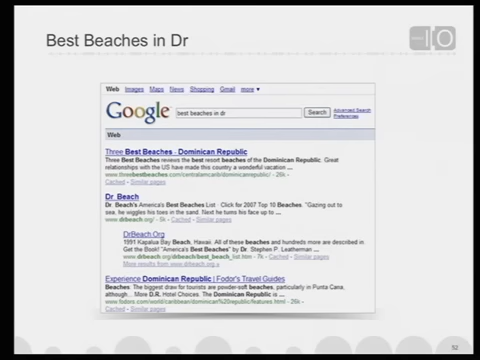 Best Beaches in Dr
I/O
Web Images Maps News Shopping Gmail more ▼
Google best beaches in dr Search Advanced Search
Preferences
Web
Three Best Beaches - Dominican Republic
Three Best Beaches reviews the best resort beaches of the Dominican Republic. Great
relationships with the US have made this country a wonderful vacation ...
www.threebestbeaches.com/centralamcarib/dominicanrepublic/ - 26k -
Cached - Similar pages
Dr. Beach
Dr. Beach's America's Best Beaches List · Click for 2007 Top 10 Beaches. "Gazing out to
sea, he wiggles his toes in the sand. Next he turns his face up to ...
www.drbeach.org/ - 5k - Cached - Similar pages
DrBeach.Org
1991 Kapalua Bay Beach, Hawaii. All of these beaches and hundreds more are described in
Get the Book! "America's Best Beaches" by Dr. Stephen P. Leatherman ...
www.drbeach.org/drbeach/best_beach_list.htm - 7k - Cached - Similar pages
More results from www.drbeach.org »
Experience Dominican Republic | Fodor's Travel Guides
Beaches: The biggest draw for tourists are powder-soft beaches, particularly in Punta Cana,
although... More D.R. Hotel Choices. The Dominican Republic is ...
www.fodors.com/world/caribbean/dominican%20republic/features.html - 26k -
Cached - Similar pages
52